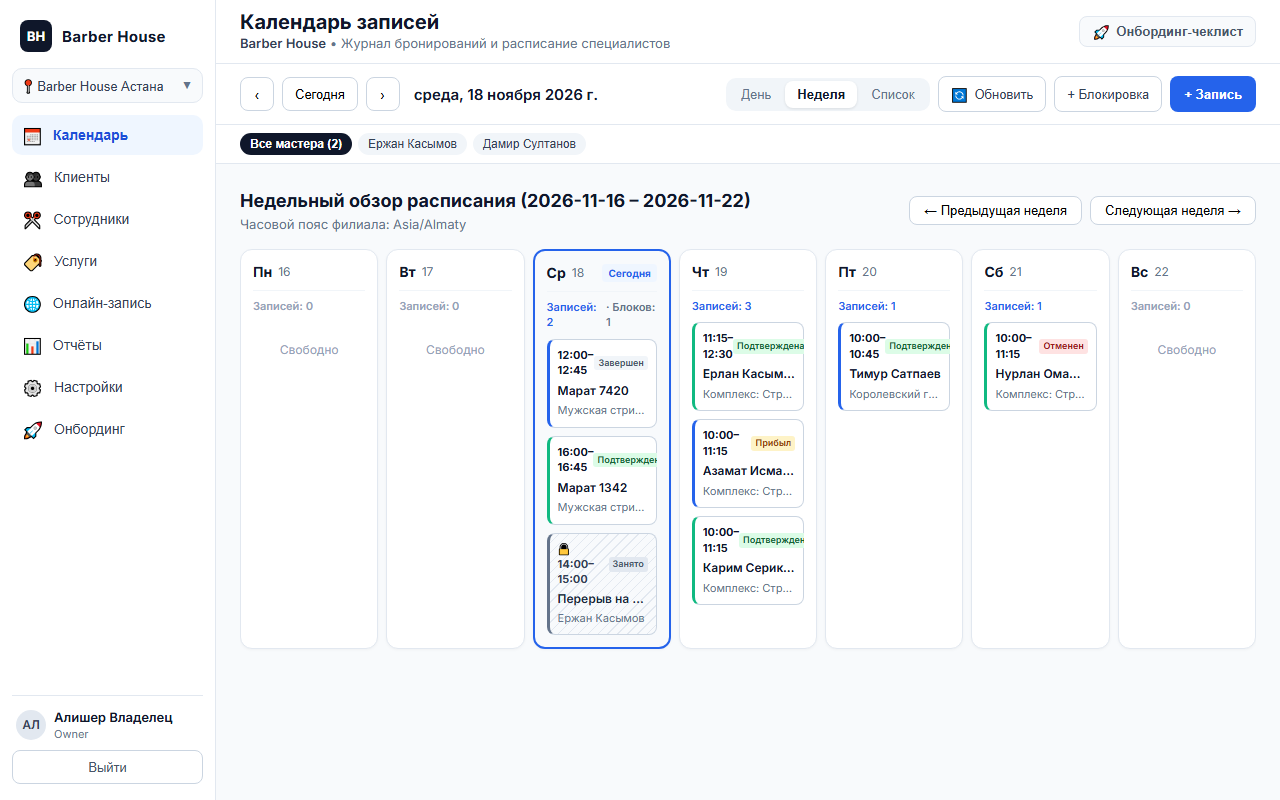 BH Barber House
Barber House Астана ▼
Календарь
Клиенты
Сотрудники
Услуги
Онлайн-запись
Отчёты
Настройки
Онбординг
АЛ
Алишер Владелец
Owner
Выйти
Календарь записей
Barber House • Журнал бронирований и расписание специалистов
Онбординг-чеклист
‹ Сегодня › среда, 18 ноября 2026 г.
День Неделя Список
Обновить
+ Блокировка
+ Запись
Все мастера (2) Ержан Касымов Дамир Султанов
Недельный обзор расписания (2026-11-16 – 2026-11-22)
Часовой пояс филиала: Asia/Almaty
← Предыдущая неделя
Следующая неделя →
Пн 16
Записей: 0
Свободно
Вт 17
Записей: 0
Свободно
Ср 18 Сегодня
Записей: 2 · Блоков: 1
12:00–
12:45
Завершен
Марат 7420
Мужская стри...
16:00–
16:45
Подтвержден
Марат 1342
Мужская стри...
14:00–
15:00
Занято
Перерыв на ...
Ержан Касымов
Чт 19
Записей: 3
11:15–
12:30
Подтверждена
Ерлан Касым...
Комплекс: Стр...
10:00–
11:15
Прибыл
Азамат Исма...
Комплекс: Стр...
10:00–
11:15
Подтвержден
Карим Серик...
Комплекс: Стр...
Пт 20
Записей: 1
10:00–
10:45
Подтвержден
Тимур Сатпаев
Королевский г...
Сб 21
Записей: 1
10:00–
11:15
Отменен
Нурлан Ома...
Комплекс: Стр...
Вс 22
Записей: 0
Свободно